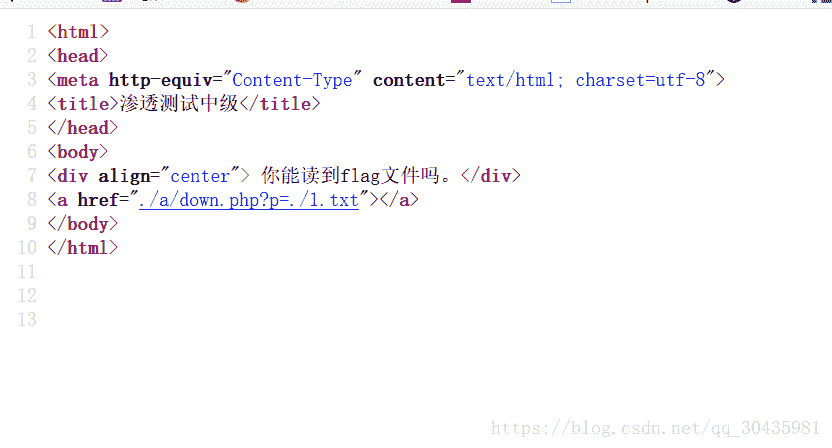 1 <html>
2 <head>
3 <meta http-equiv="Content-Type" content="text/html; charset=utf-8">
4 <title>渗透测试中级</title>
5 </head>
6 <body>
7 <div align="center"> 你能读到flag文件吗。</div>
8 <a href="./a/down.php?p=./1.txt"></a>
9 </body>
10 </html>
11
12
13
https://blog.csdn.net/qq_30435981